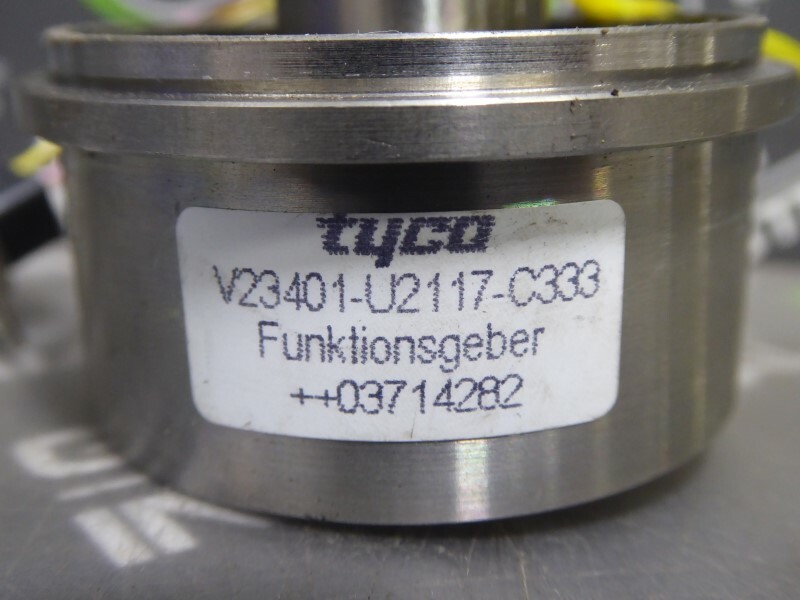 tyco
V23401-U2117-C333
Funktionsgeber
++03714282